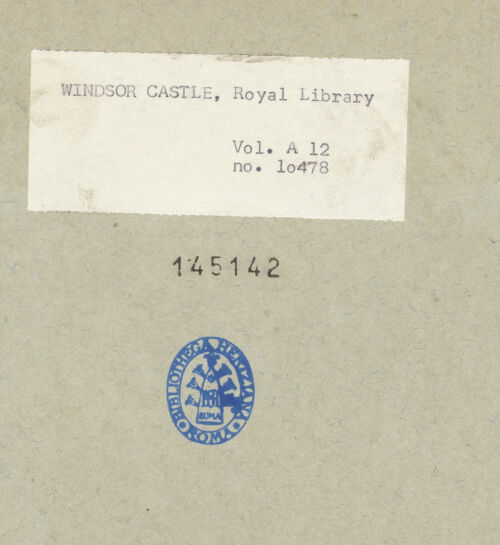 WINDSOR CASTLE, Royal Library
Vol. A 12
no. lo478
145142
BIBLIOTHECA HERTZIANA
ROMA
ROMA